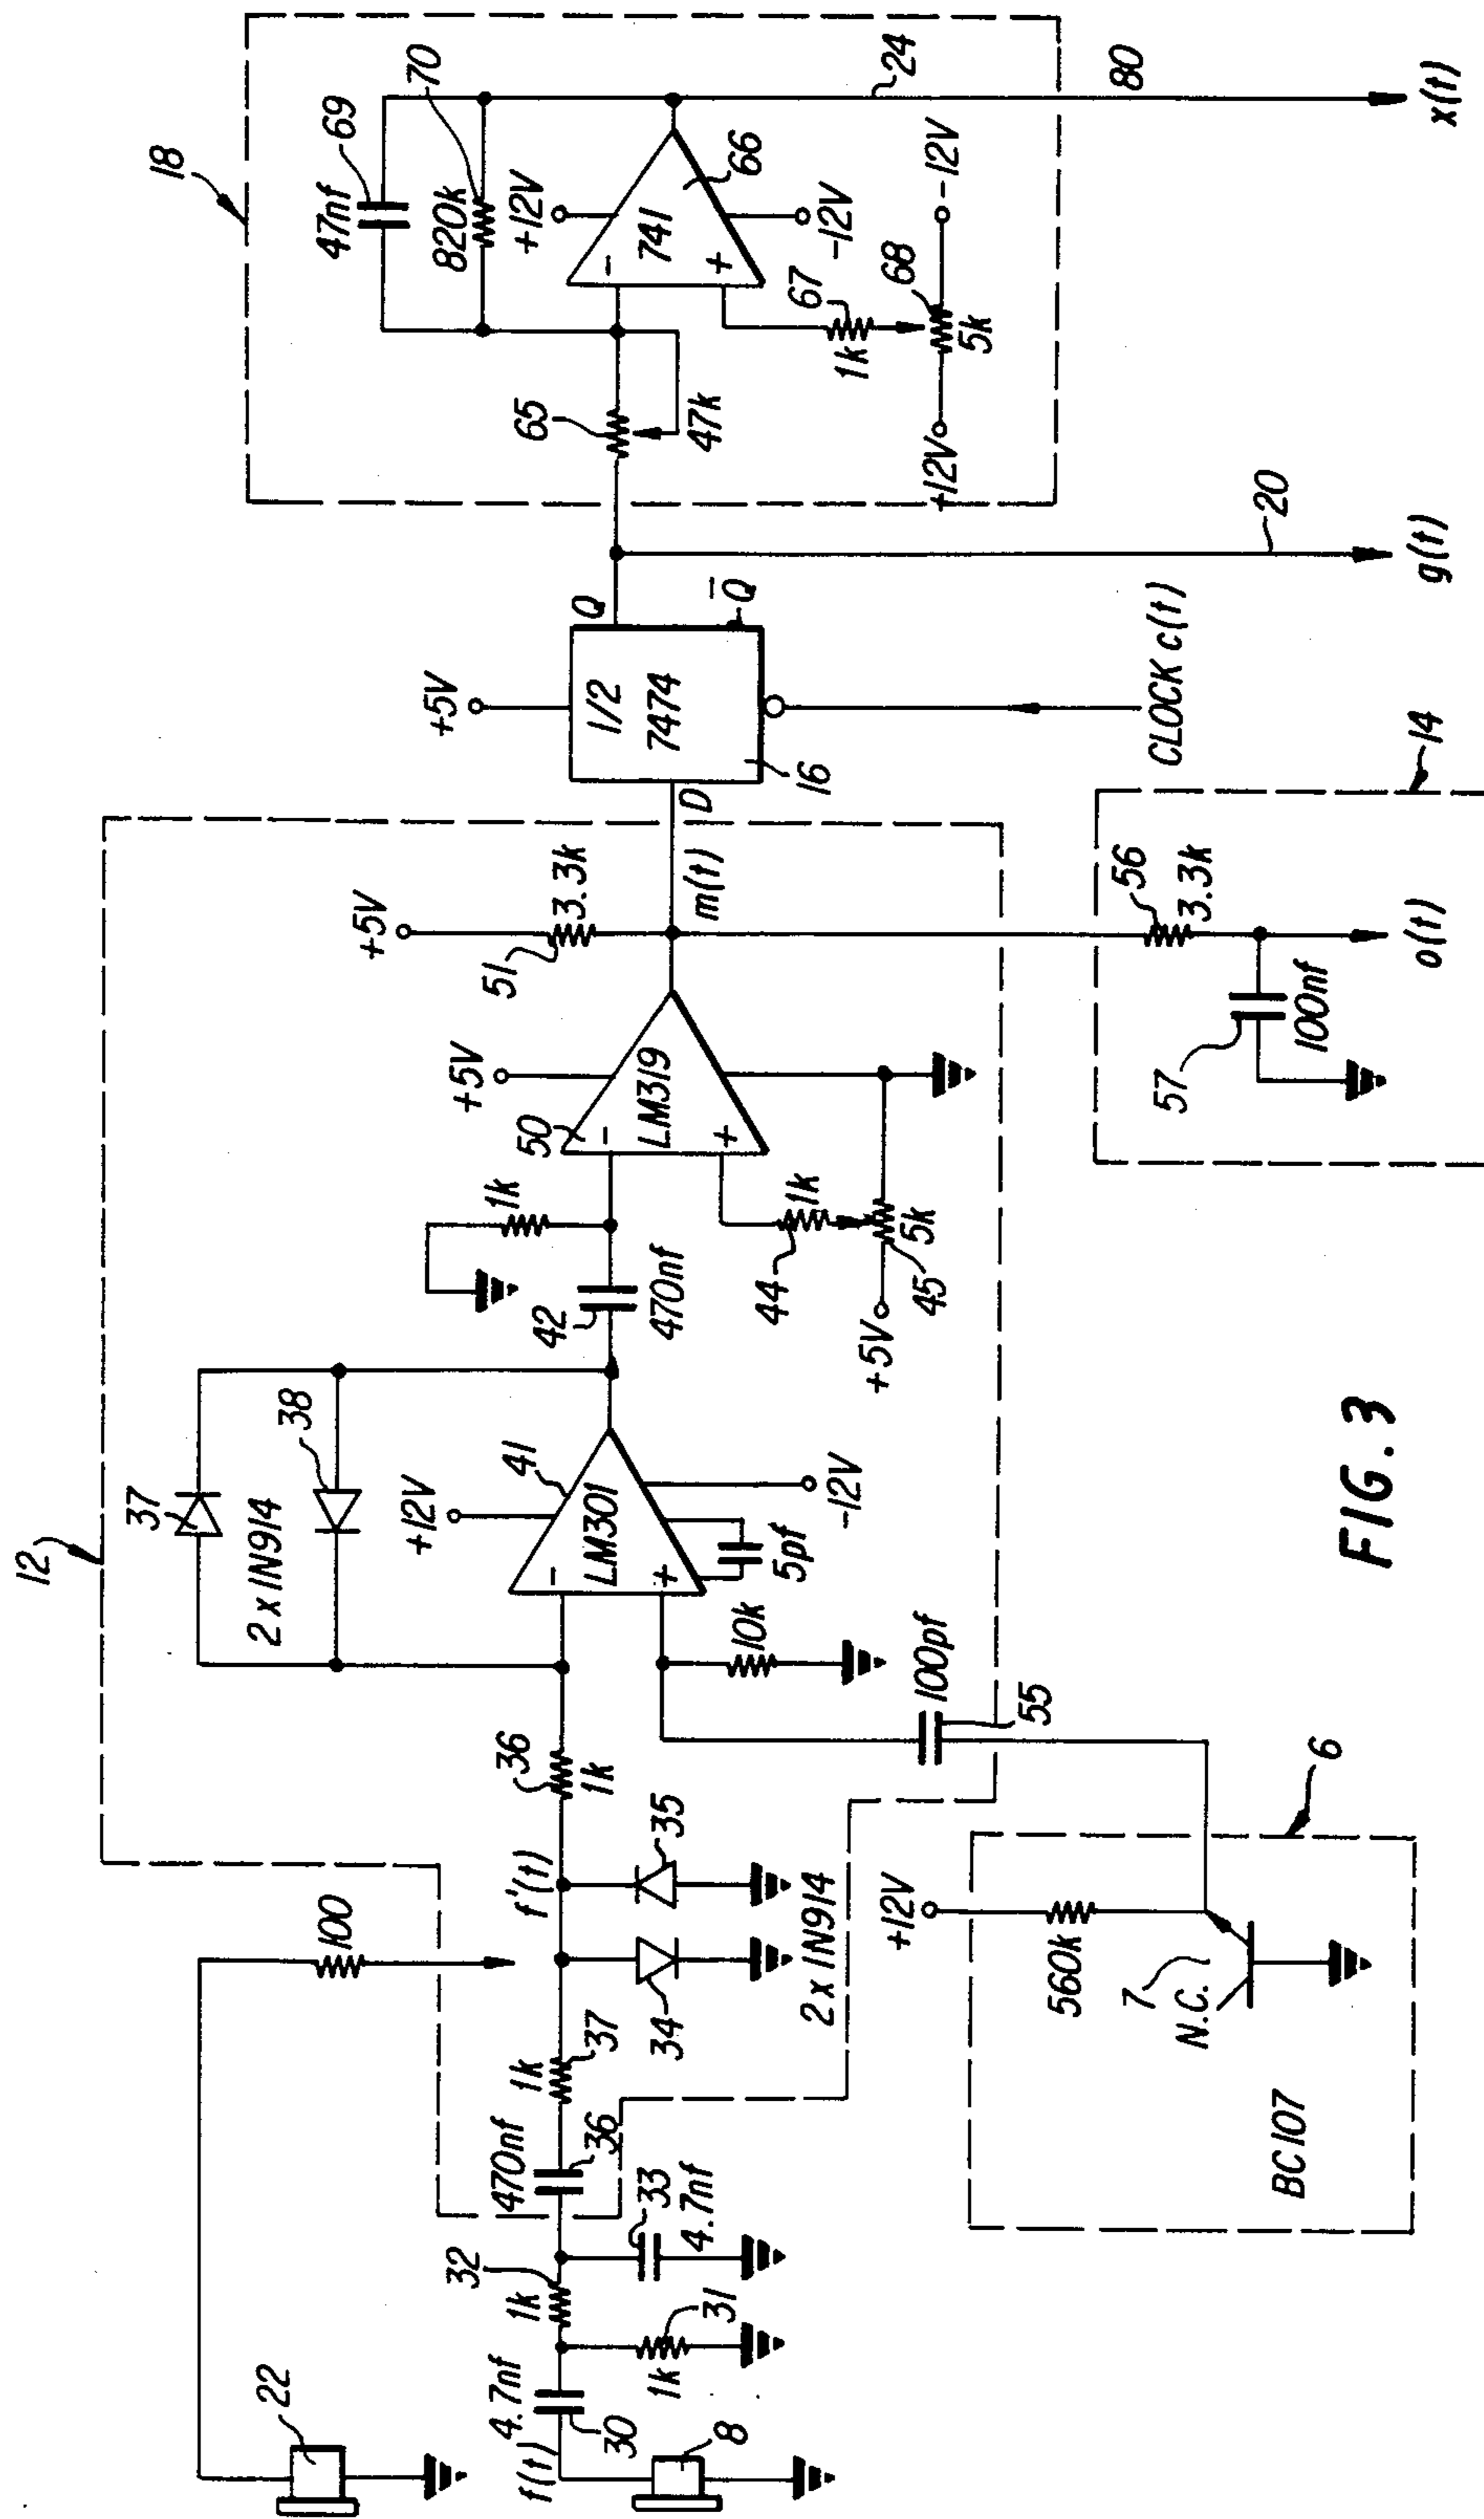 22
100
12
37
2 x 1N914
38
+12V
41
LM301
-
+
5pf
-12V
10k
100pf
55
f(t)
4.7nf
30
8
1k
31
1k
32
33
4.7nf
470nf
36
1k
37
34
2 x 1N914
f'(t)
35
36
1k
42
470nf
1k
50
+5V
-
LM319
+
44
1k
+5V
45
5k
+5V
51
3.3k
m(t)
D
+5V
1/2
7474
Q
Q̄
16
CLOCK c(t)
20
g(t)
18
47nf
69
820k
70
65
47k
+12V
-
741
+
66
-12V
67
1k
68
+12V
-12V
5k
24
80
x(t)
14
56
3.3k
57
100nf
o(t)
6
+12V
560k
7
N.C.
BC107
FIG. 3